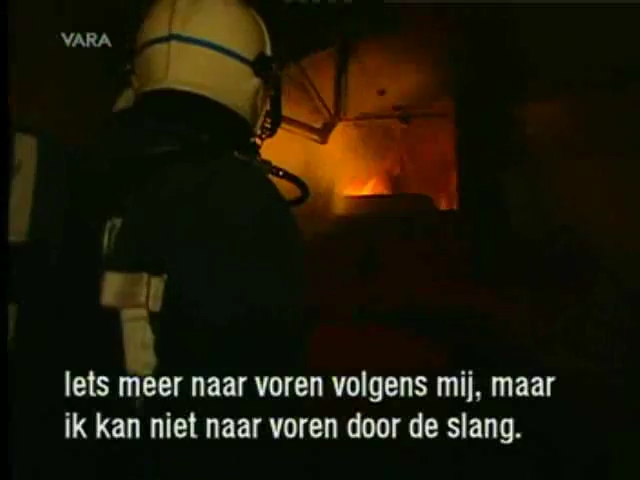 VARA
Iets meer naar voren volgens mij, maar
ik kan niet naar voren door de slang.